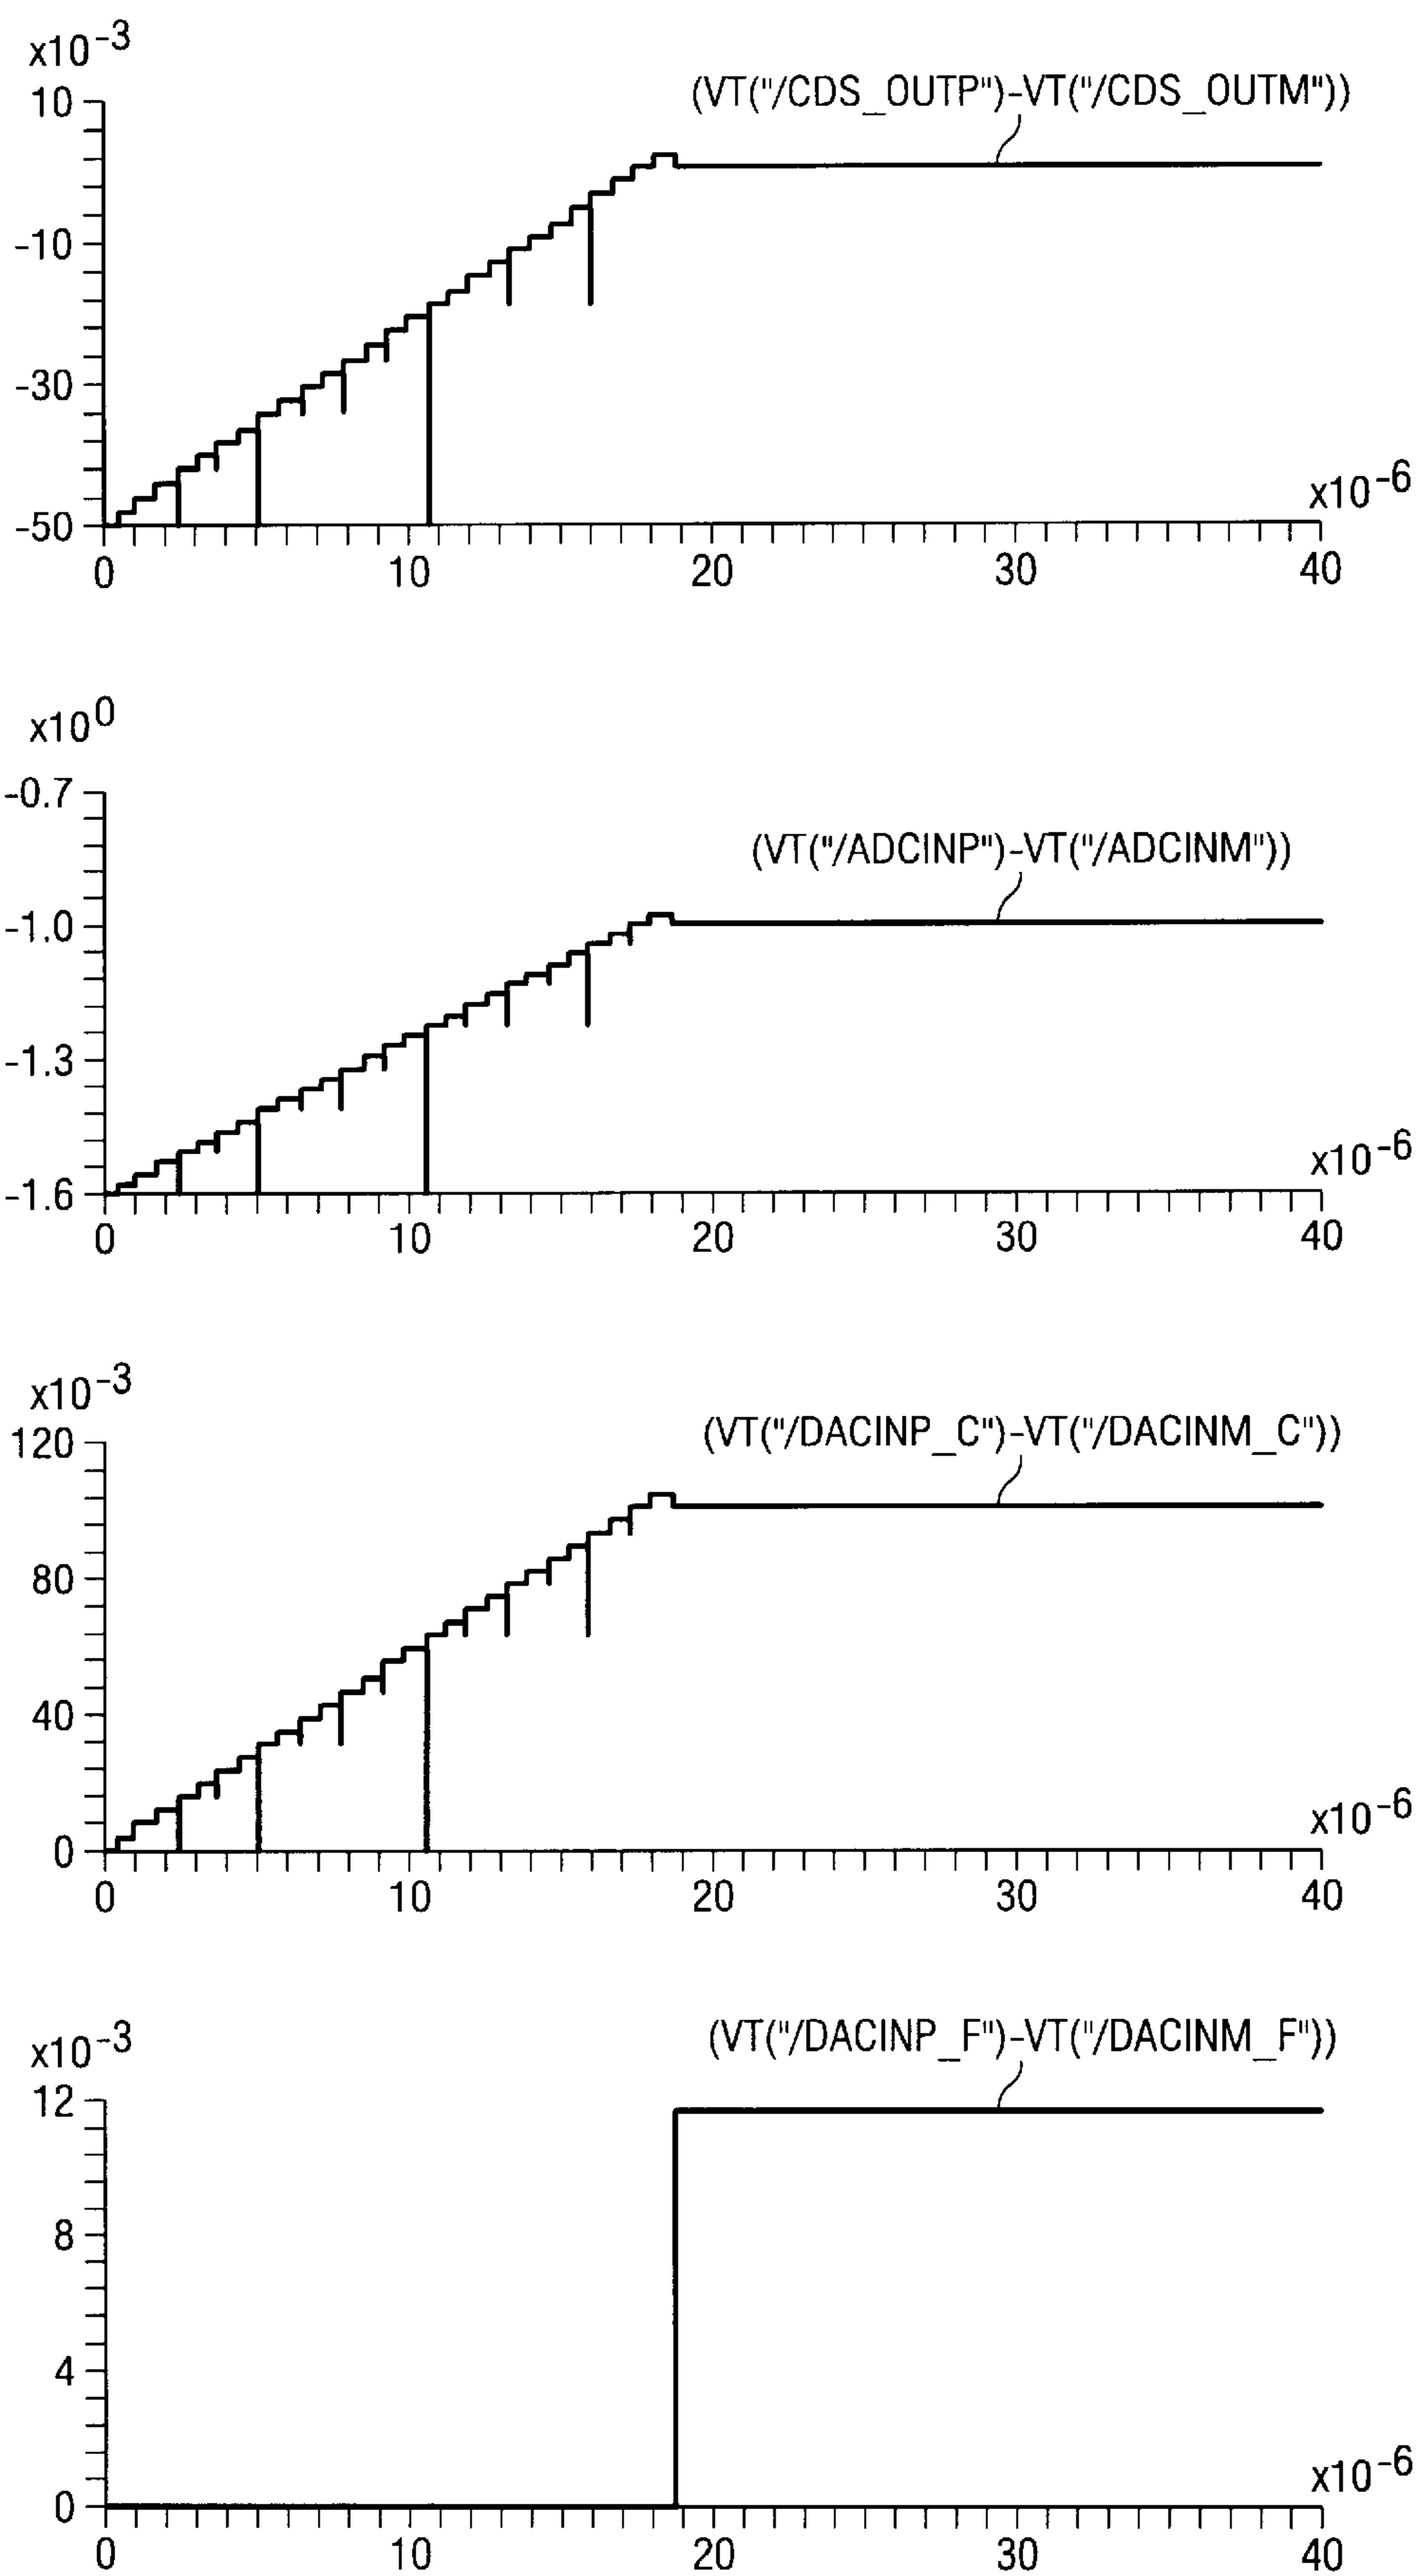 x10-3
(VT("/CDS_OUTP")-VT("/CDS_OUTM"))
10
-10
-30
-50
x10-6
0 10 20 30 40
x100
(VT("/ADCINP")-VT("/ADCINM"))
-0.7
-1.0
-1.3
-1.6
x10-6
0 10 20 30 40
x10-3
(VT("/DACINP_C")-VT("/DACINM_C"))
120
80
40
0
x10-6
0 10 20 30 40
x10-3
(VT("/DACINP_F")-VT("/DACINM_F"))
12
8
4
0
x10-6
0 10 20 30 40